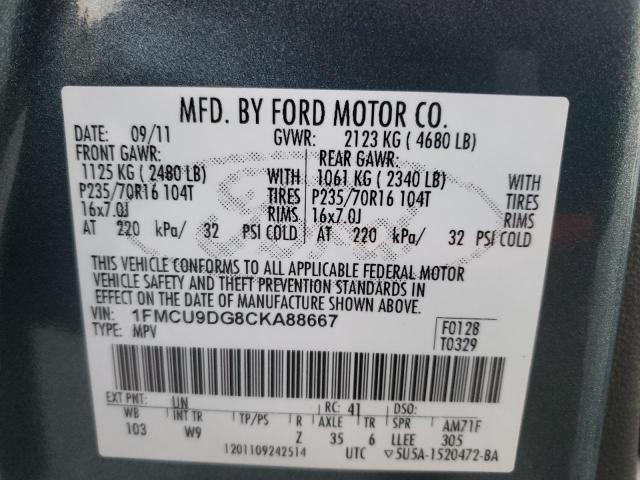 MFD. BY FORD MOTOR CO.
DATE: 09/11 GVWR: 2123 KG ( 4680 LB)
FRONT GAWR: REAR GAWR:
1125 KG ( 2480 LB) WITH 1061 KG ( 2340 LB) WITH
P235/70R16 104T TIRES P235/70R16 104T TIRES
16x7.0J RIMS 16x7.0J RIMS
AT 220 kPa/ 32 PSI COLD AT 220 kPa/ 32 PSI COLD
THIS VEHICLE CONFORMS TO ALL APPLICABLE FEDERAL MOTOR
VEHICLE SAFETY AND THEFT PREVENTION STANDARDS IN
EFFECT ON THE DATE OF MANUFACTURE SHOWN ABOVE.
VIN: 1FMCU9DG8CKA88667 F0128
TYPE: MPV T0329
EXT PNT: UN RC: 41 DSO:
WB INT TR TP/PS R AXLE TR SPR AM71F
103 W9 Z 35 6 LLEE 305
1201109242514 UTC 5U5A-1520472-BA